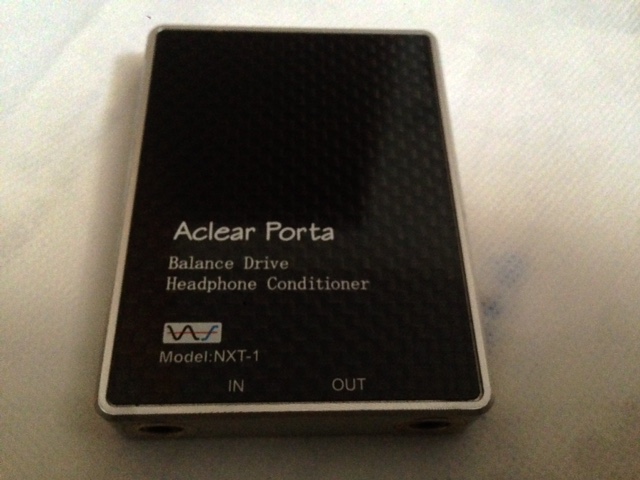 Aclear Porta
Balance Drive
Headphone Conditioner
Model:NXT-1
IN OUT